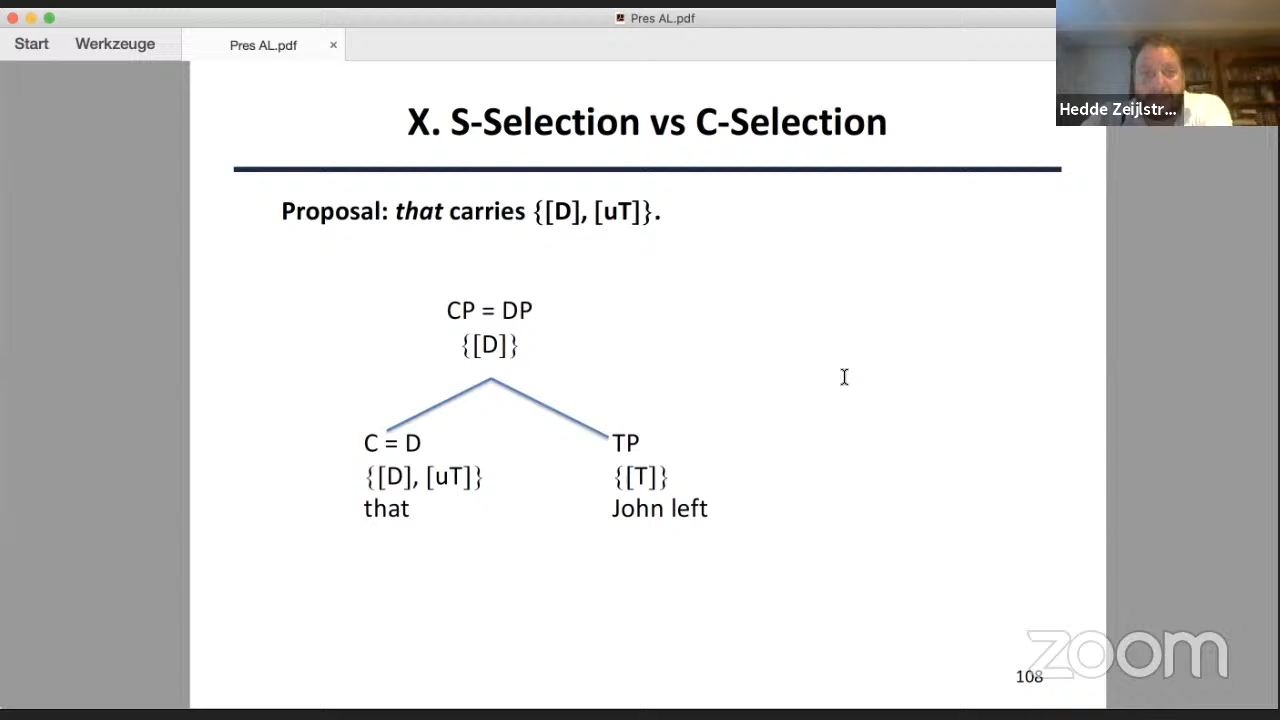 Pres AL.pdf
Start Werkzeuge Pres AL.pdf ×
Hedde Zeijlstr...
X. S-Selection vs C-Selection
Proposal: that carries {[D], [uT]}.
CP = DP
{[D]}
C = D TP
{[D], [uT]} {[T]}
that John left
zoom
108